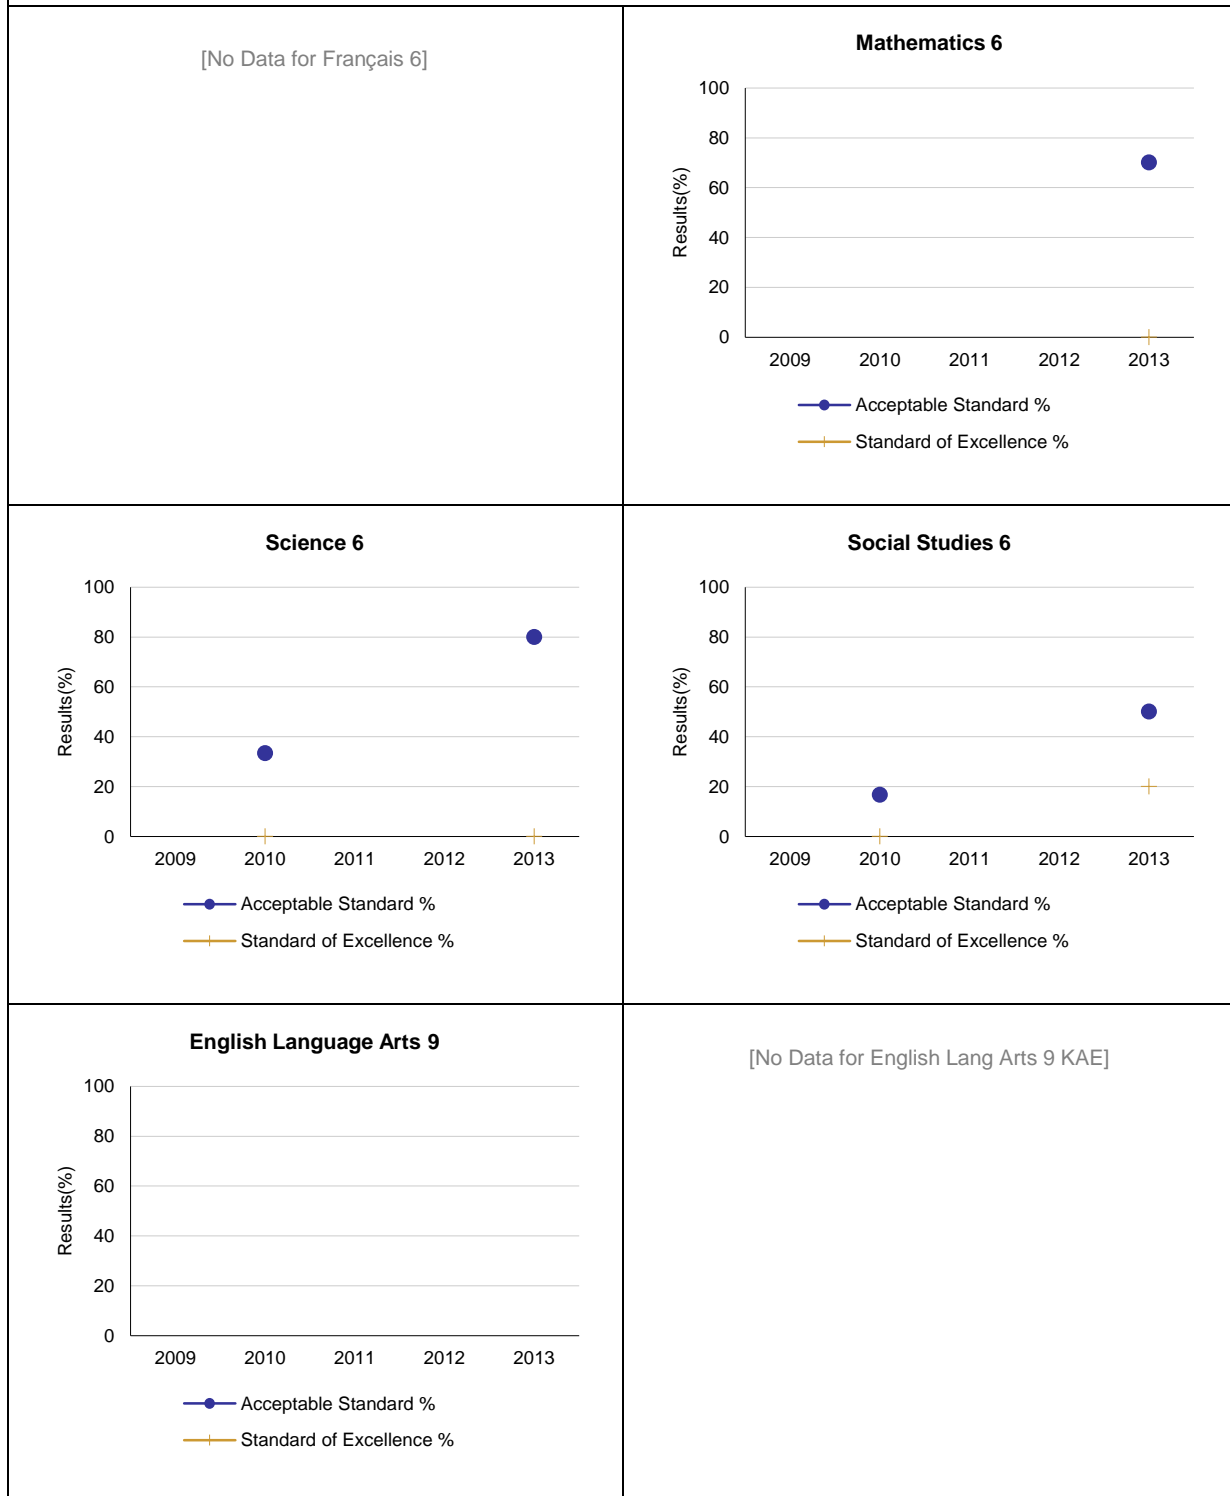 [No Data for Français 6]
Mathematics 6
Results(%)
100
80
60
40
20
0
2009 2010 2011 2012 2013
Acceptable Standard %
Standard of Excellence %
Science 6
Results(%)
100
80
60
40
20
0
2009 2010 2011 2012 2013
Acceptable Standard %
Standard of Excellence %
Social Studies 6
Results(%)
100
80
60
40
20
0
2009 2010 2011 2012 2013
Acceptable Standard %
Standard of Excellence %
English Language Arts 9
Results(%)
100
80
60
40
20
0
2009 2010 2011 2012 2013
Acceptable Standard %
Standard of Excellence %
[No Data for English Lang Arts 9 KAE]